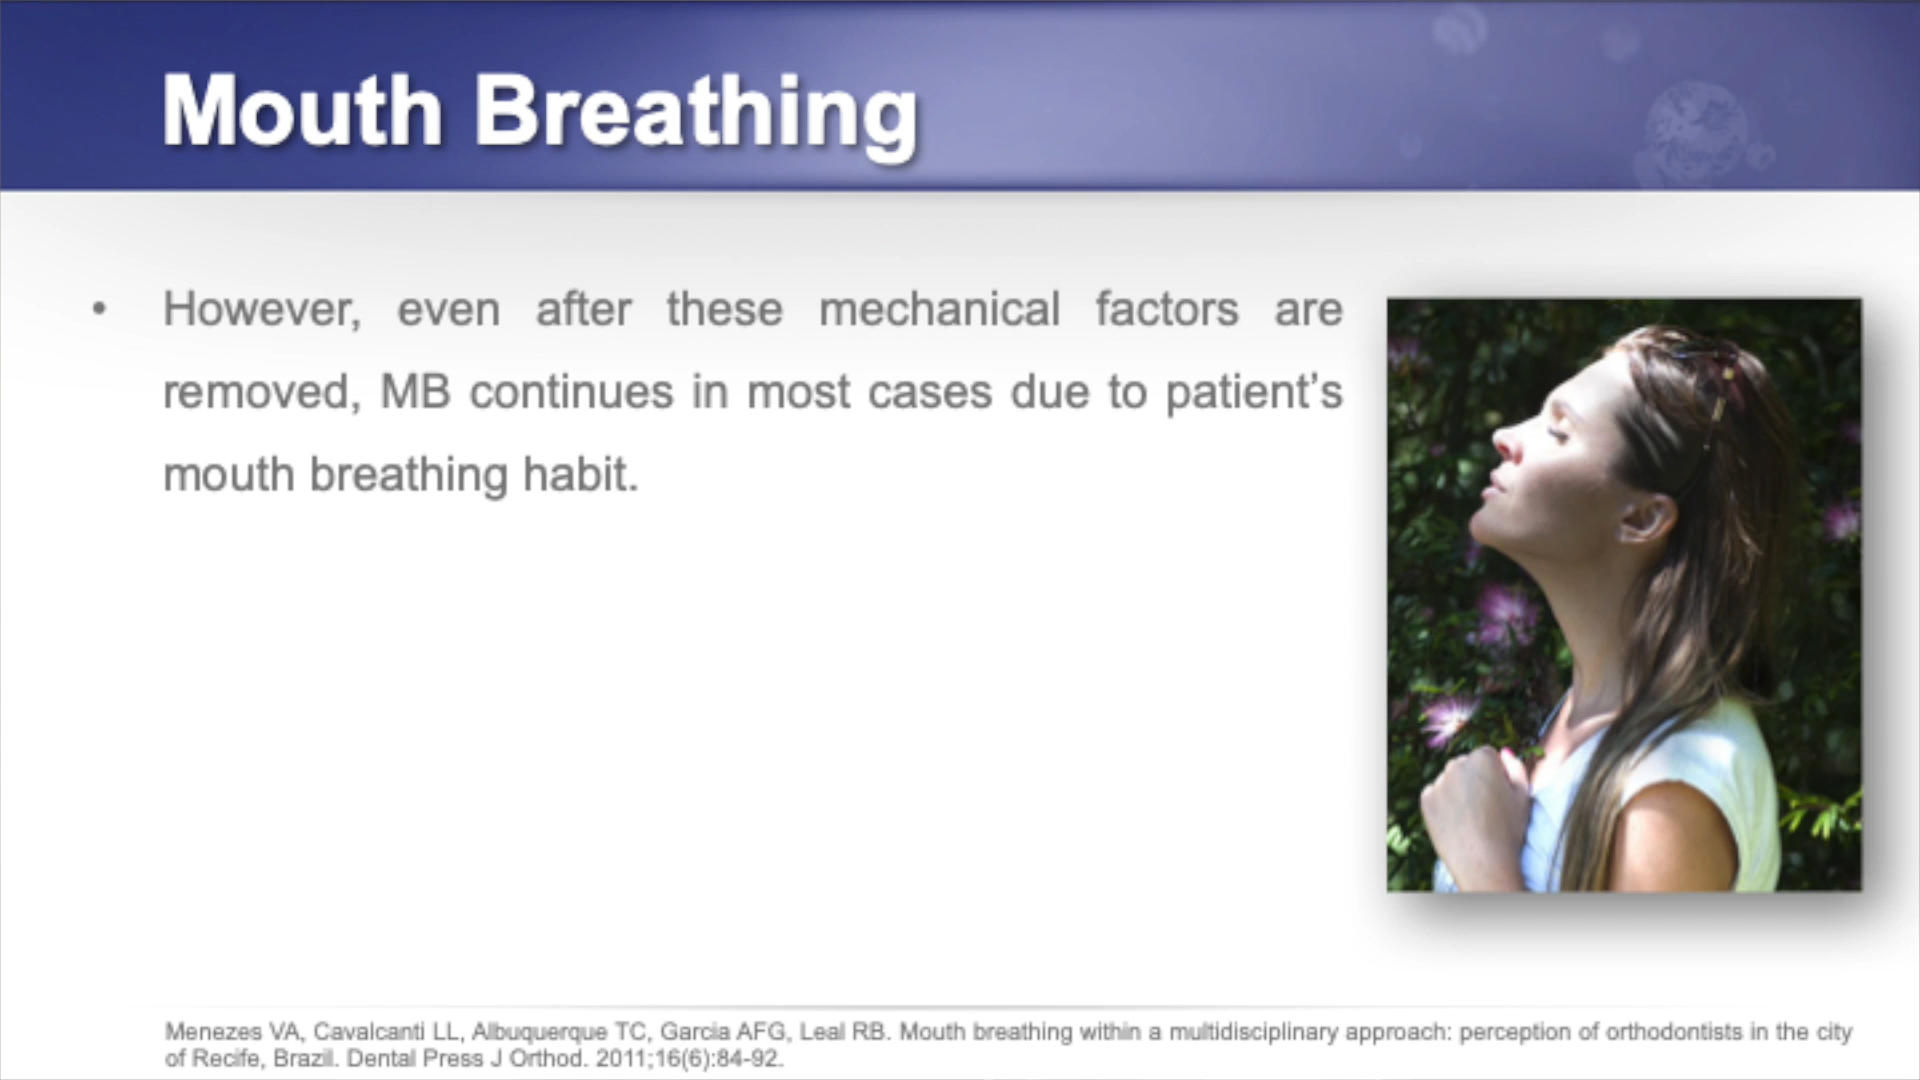 Mouth Breathing
• However, even after these mechanical factors are
removed, MB continues in most cases due to patient’s
mouth breathing habit.
Menezes VA, Cavalcanti LL, Albuquerque TC, Garcia AFG, Leal RB. Mouth breathing within a multidisciplinary approach: perception of orthodontists in the city
of Recife, Brazil. Dental Press J Orthod. 2011;16(6):84-92.